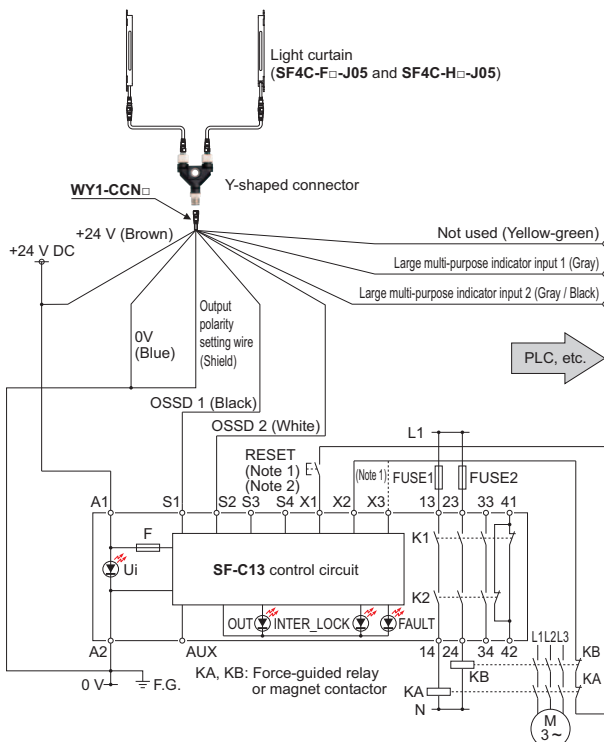 Light curtain
(SF4C-F□-J05 and SF4C-H□-J05)
Y-shaped connector
WY1-CCN□
+24 V (Brown)
+24 V DC
Not used (Yellow-green)
Large multi-purpose indicator input 1 (Gray)
Large multi-purpose indicator input 2 (Gray / Black)
0V
(Blue)
Output
polarity
setting wire
(Shield)
PLC, etc.
OSSD 1 (Black)
OSSD 2 (White)
L1
RESET
(Note 1)
(Note 2)
(Note 1)
FUSE1
FUSE2
A1 S1 S2 S3 S4 X1 X2 X3 13 23 33 41
F
Ui
SF-C13 control circuit
K1
K2
OUT INTER_LOCK FAULT
A2 AUX 14 24 34 42
L1L2L3
0 V
F.G.
KA, KB: Force-guided relay
or magnet contactor
KB
KB
KA
KA
N
M
3~